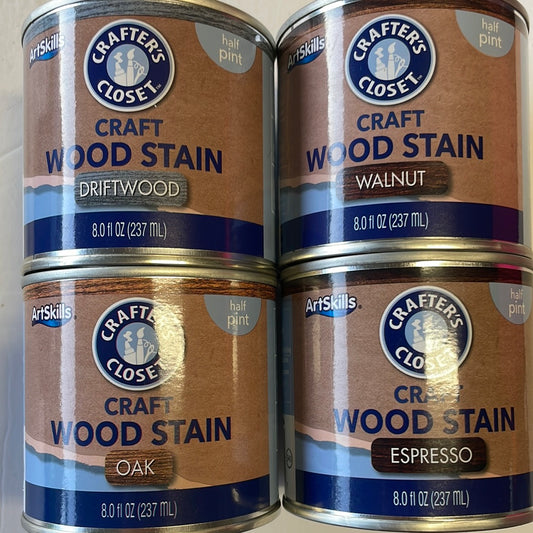 ArtSkills
CRAFTER'S
CLOSET™
half
pint
CRAFT
WOOD STAIN
DRIFTWOOD
8.0 fl OZ (237 mL)
ArtSkills
CRAFTER'S
CLOSET™
half
pint
CRAFT
WOOD STAIN
WALNUT
8.0 fl OZ (237 mL)
ArtSkills®
CRAFTER'S
CLOSET
half
pint
CRAFT
WOOD STAIN
OAK
8.0 fl OZ (237 mL)
ArtSkills®
CRAFTER'S
CLOSET
half
pint
CRAFT
WOOD STAIN
ESPRESSO
8.0 fl OZ (237 mL)